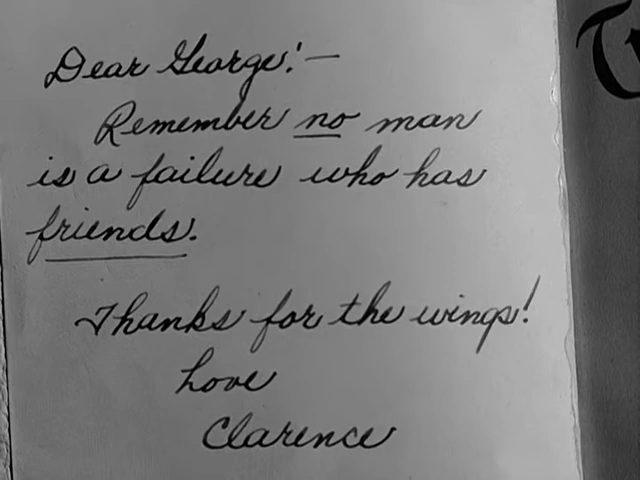 Dear George:—
Remember no man
is a failure who has
friends.
Thanks for the wings!
Love
Clarence